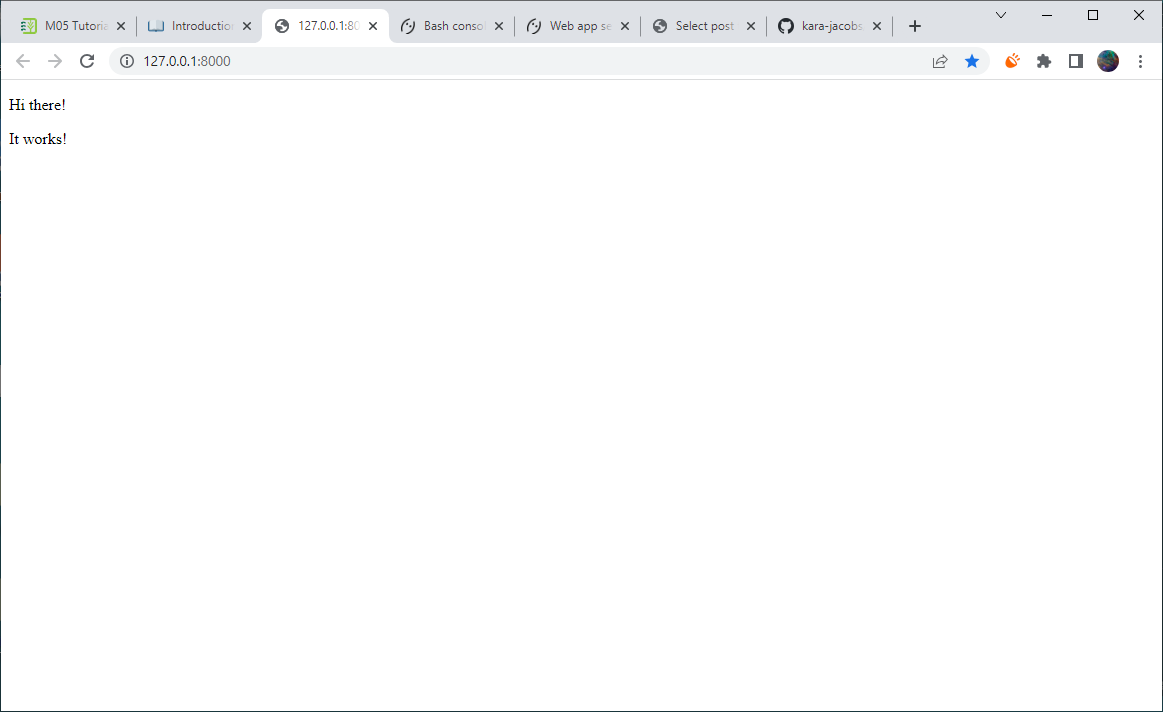 M05 Tutoria
Introduction
127.0.0.1:80
Bash consol
Web app se
Select post
kara-jacobs
127.0.0.1:8000
Hi there!
It works!